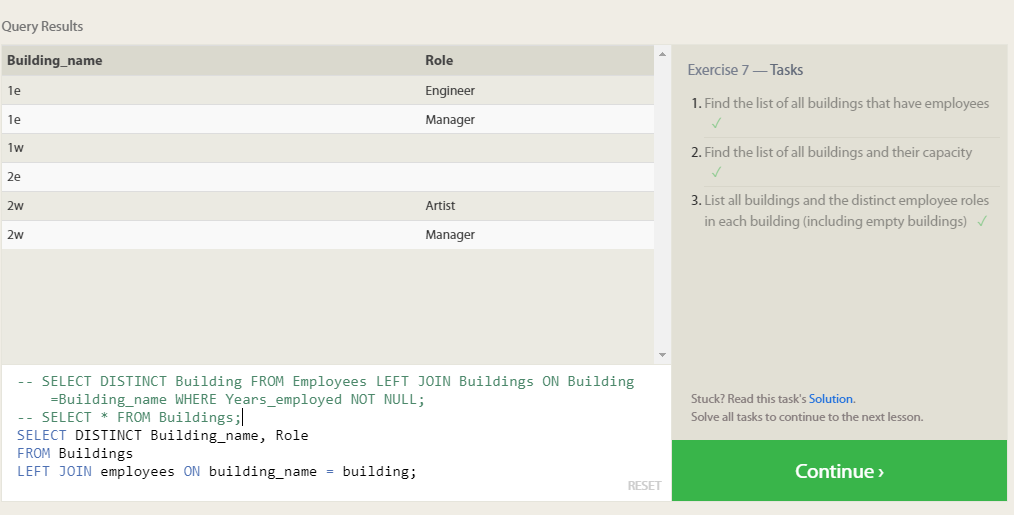 Query Results
Building_name Role
1e Engineer
1e Manager
1w
2e
2w Artist
2w Manager
-- SELECT DISTINCT Building FROM Employees LEFT JOIN Buildings ON Building
=Building_name WHERE Years_employed NOT NULL;
-- SELECT * FROM Buildings;
SELECT DISTINCT Building_name, Role
FROM Buildings
LEFT JOIN employees ON building_name = building;
RESET
Exercise 7 — Tasks
1. Find the list of all buildings that have employees
✓
2. Find the list of all buildings and their capacity
✓
3. List all buildings and the distinct employee roles
in each building (including empty buildings) ✓
Stuck? Read this task's Solution.
Solve all tasks to continue to the next lesson.
Continue ›